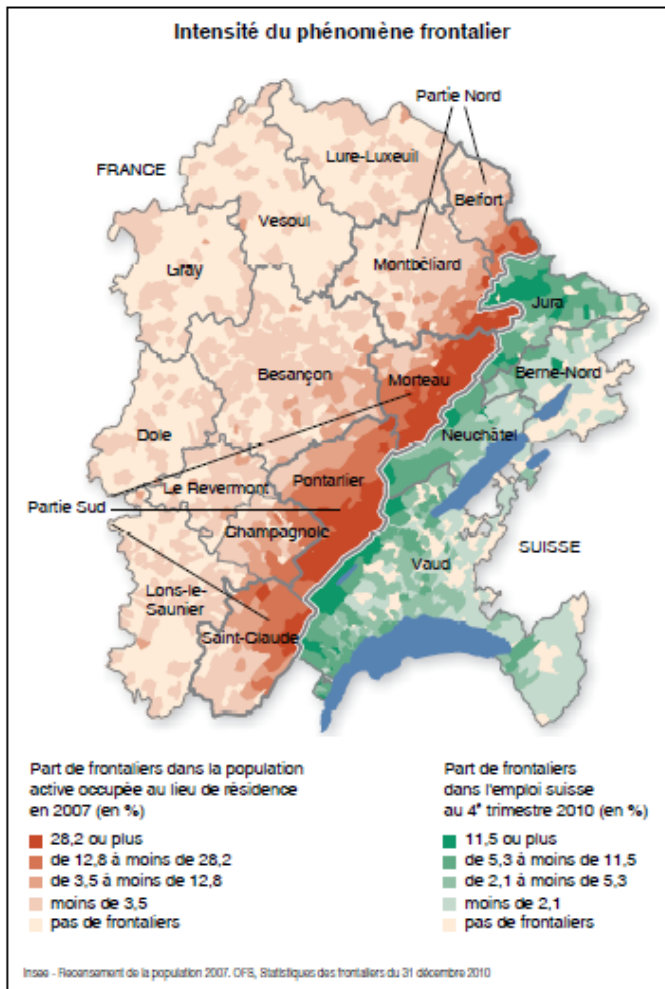 Intensité du phénomène frontalier
Partie Nord
FRANCE
Lure-Luxeuil
Belfort
Vesoul
Gray
Montbéliard
Jura
Besançon
Morteau
Berne-Nord
Dole
Neuchâtel
Le Revermont
Pontarlier
Partie Sud
Champagnole
SUISSE
Vaud
Lons-le-
Saunier
Saint-Claude
Part de frontaliers dans la population
active occupée au lieu de résidence
en 2007 (en %)
28,2 ou plus
de 12,8 à moins de 28,2
de 3,5 à moins de 12,8
moins de 3,5
pas de frontaliers
Part de frontaliers
dans l'emploi suisse
au 4e trimestre 2010 (en %)
11,5 ou plus
de 5,3 à moins de 11,5
de 2,1 à moins de 5,3
moins de 2,1
pas de frontaliers
Insee - Recensement de la population 2007. OFS, Statistiques des frontaliers du 31 décembre 2010